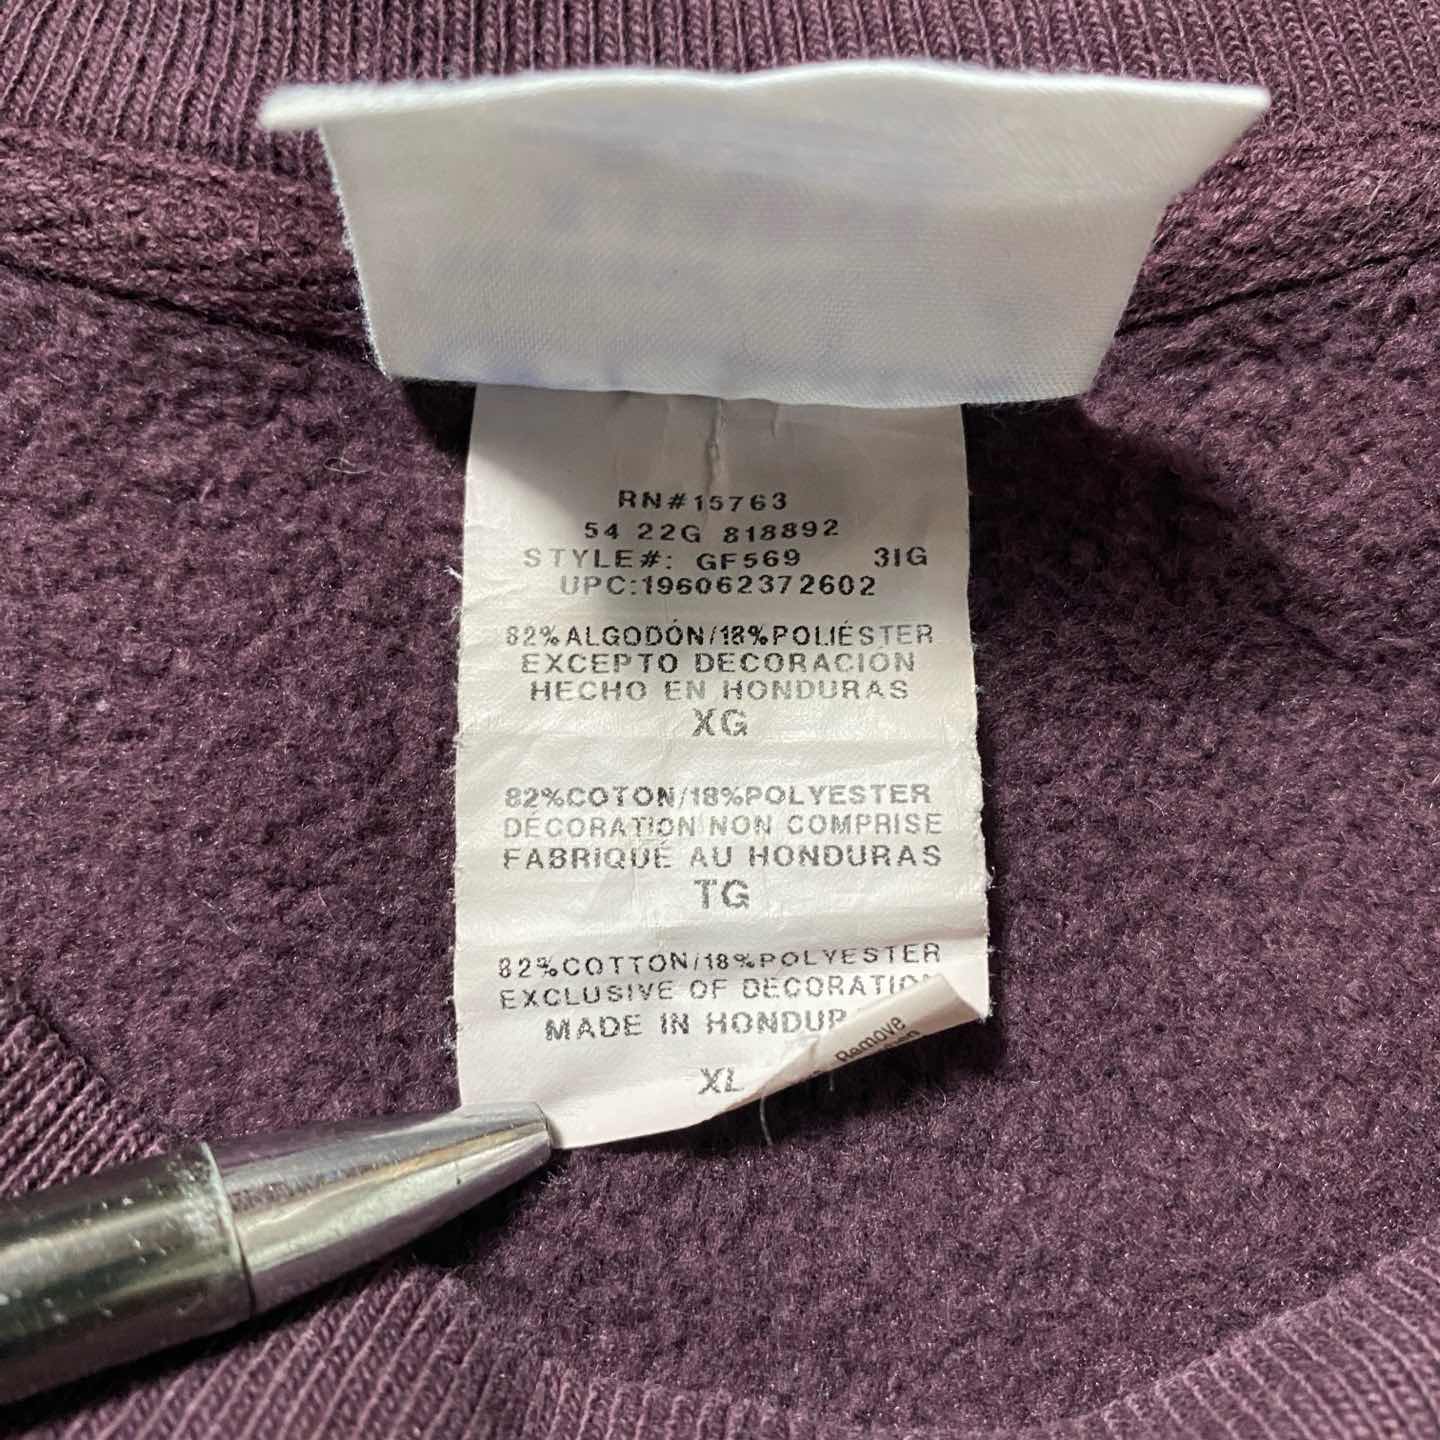 RN#15763
54 22G 818892
STYLE#: GF569 3IG
UPC:196062372602
82%ALGODÓN/18%POLIÉSTER
EXCEPTO DECORACIÓN
HECHO EN HONDURAS
XG
82%COTON/18%POLYESTER
DÉCORATION NON COMPRISE
FABRIQUÉ AU HONDURAS
TG
82%COTTON/18%POLYESTER
EXCLUSIVE OF DECORATIO
MADE IN HONDUR
XL
Remove